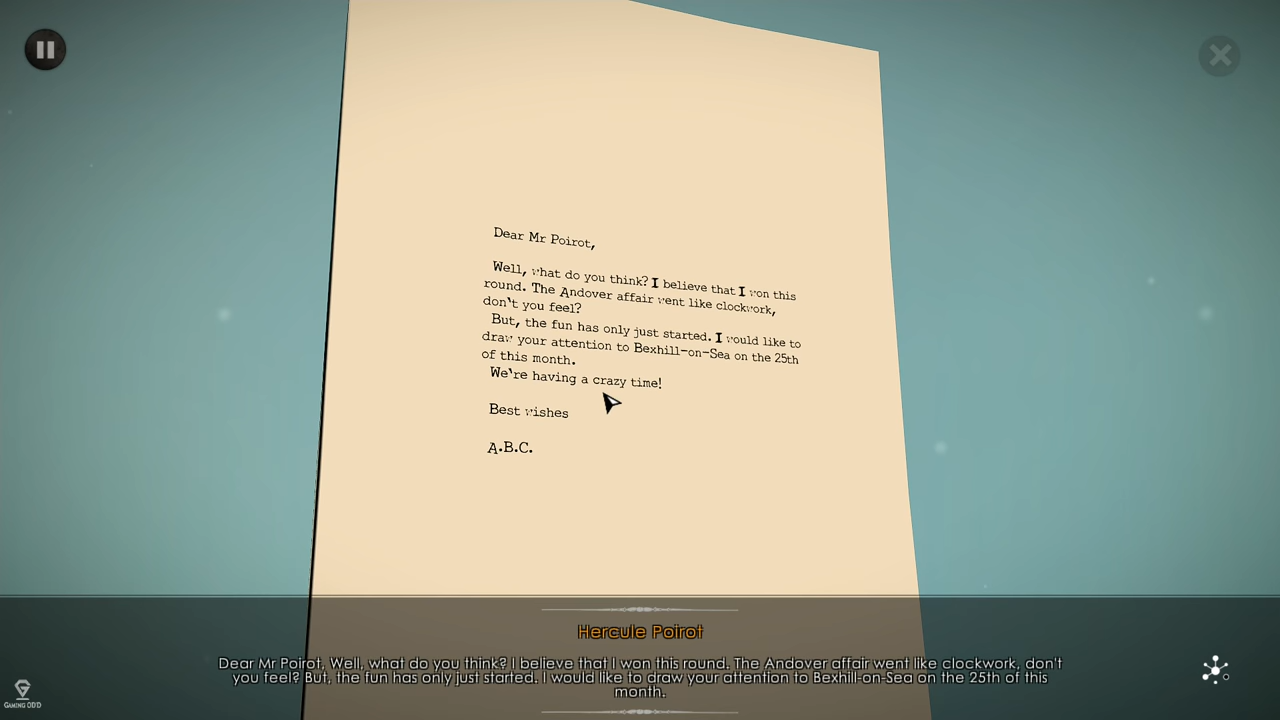 Dear Mr Poirot,
Well, what do you think? I believe that I won this
round. The Andover affair went like clockwork,
don't you feel?
But, the fun has only just started. I would like to
draw your attention to Bexhill-on-Sea on the 25th
of this month.
We're having a crazy time!
Best wishes
A.B.C.
Hercule Poirot
Dear Mr Poirot, Well, what do you think? I believe that I won this round. The Andover affair went like clockwork, don't
you feel? But, the fun has only just started. I would like to draw your attention to Bexhill-on-Sea on the 25th of this
month.
GAMING ODD